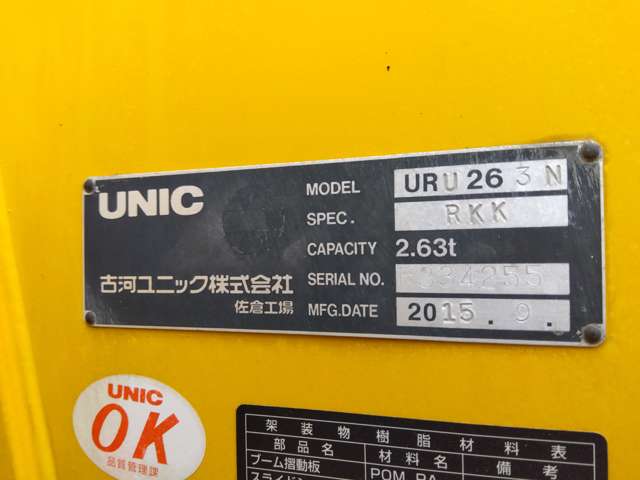 UNIC
MODEL URU263N
SPEC. RKK
CAPACITY 2.63t
古河ユニック株式会社
SERIAL NO. 334255
佐倉工場
MFG.DATE 2015.9.
UNIC
OK
品質管理課
架装物樹脂材料表
部品名 材料名 備考
ブーム摺動板 POM,PA